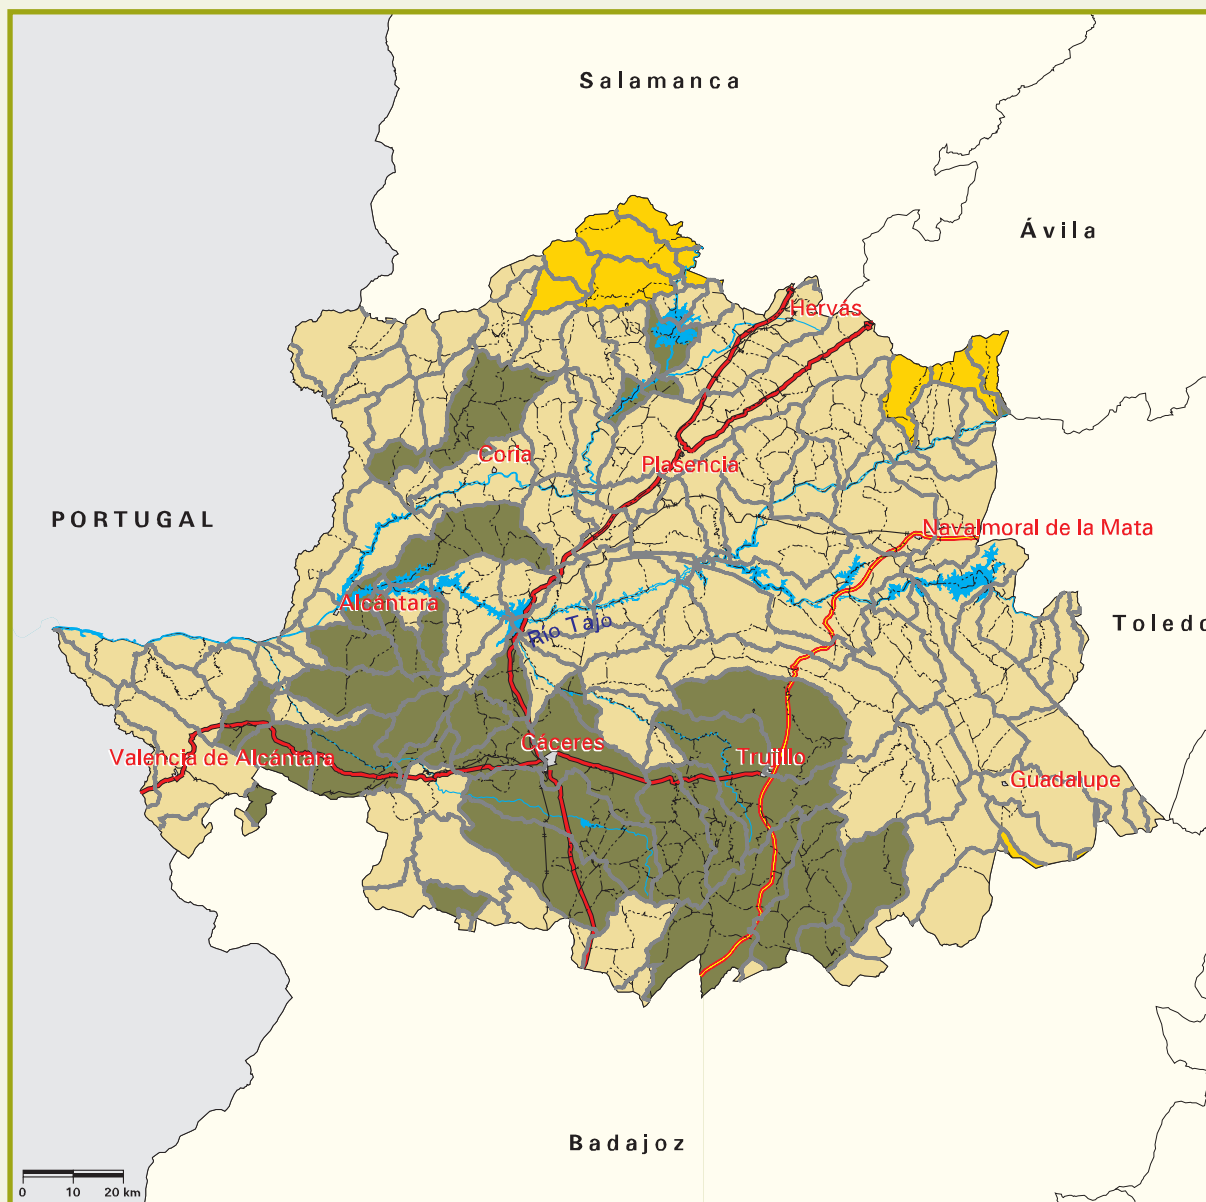 Salamanca
Ávila
Hervás
Coria
Plasencia
PORTUGAL
Navalmoral de la Mata
Alcántara
Río Tajo
Toledo
Cáceres
Valencia de Alcántara
Trujillo
Guadalupe
Badajoz
0 10 20 km